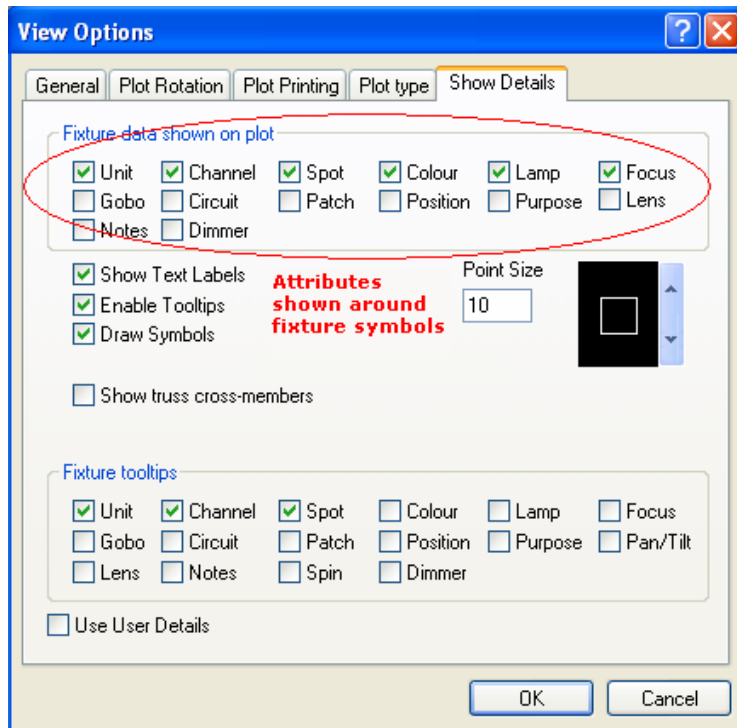 View Options
General Plot Rotation Plot Printing Plot type Show Details
Fixture data shown on plot
Unit Channel Spot Colour Lamp Focus
Gobo Circuit Patch Position Purpose Lens
Notes Dimmer
Show Text Labels
Enable Tooltips
Draw Symbols
Attributes
shown around
fixture symbols
Point Size
10
Show truss cross-members
Fixture tooltips
Unit Channel Spot Colour Lamp Focus
Gobo Circuit Patch Position Purpose Pan/Tilt
Lens Notes Spin Dimmer
Use User Details
OK Cancel